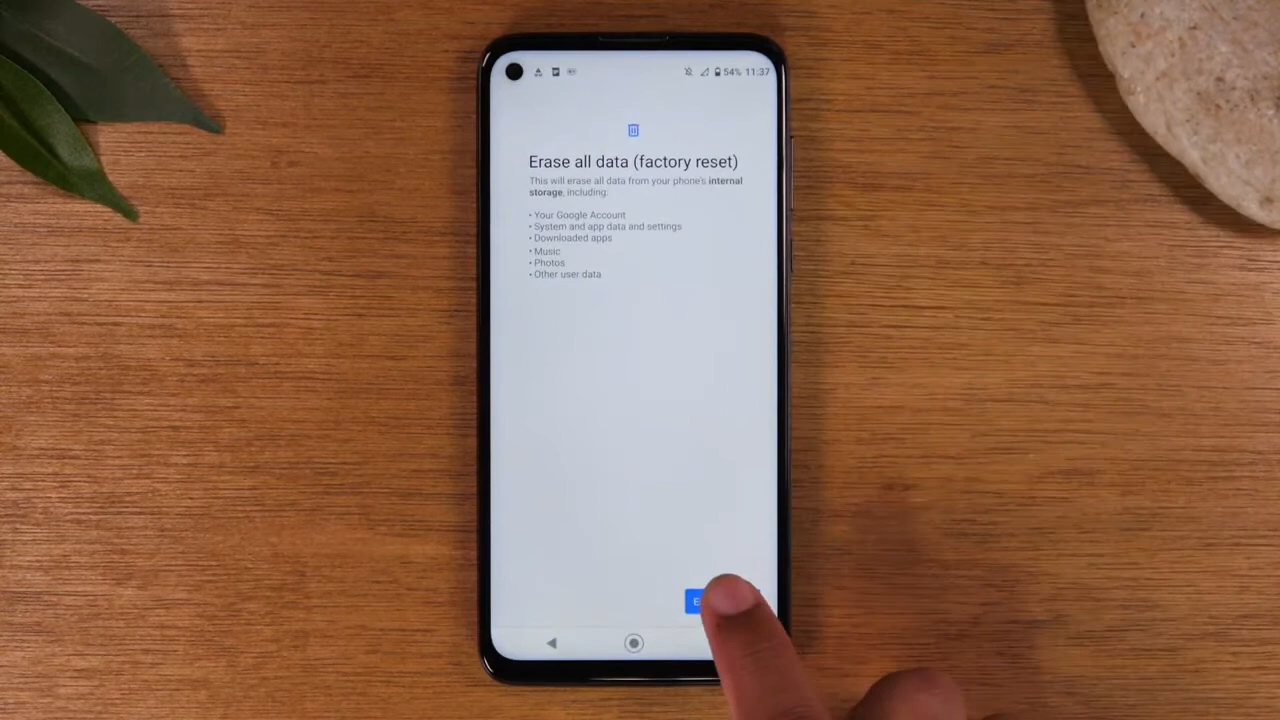 54% 11:37
Erase all data (factory reset)
This will erase all data from your phone's internal
storage, including:
• Your Google Account
• System and app data and settings
• Downloaded apps
• Music
• Photos
• Other user data